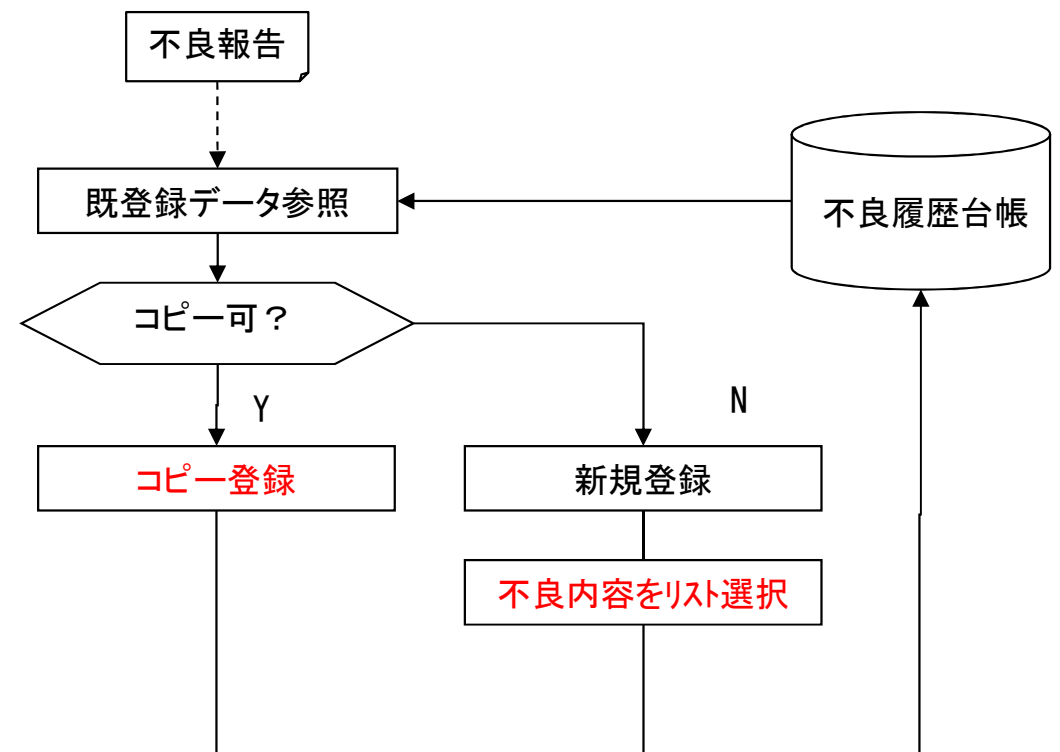 不良報告
既登録データ参照
不良履歴台帳
コピー可？
Y
N
コピー登録
新規登録
不良内容をリスト選択